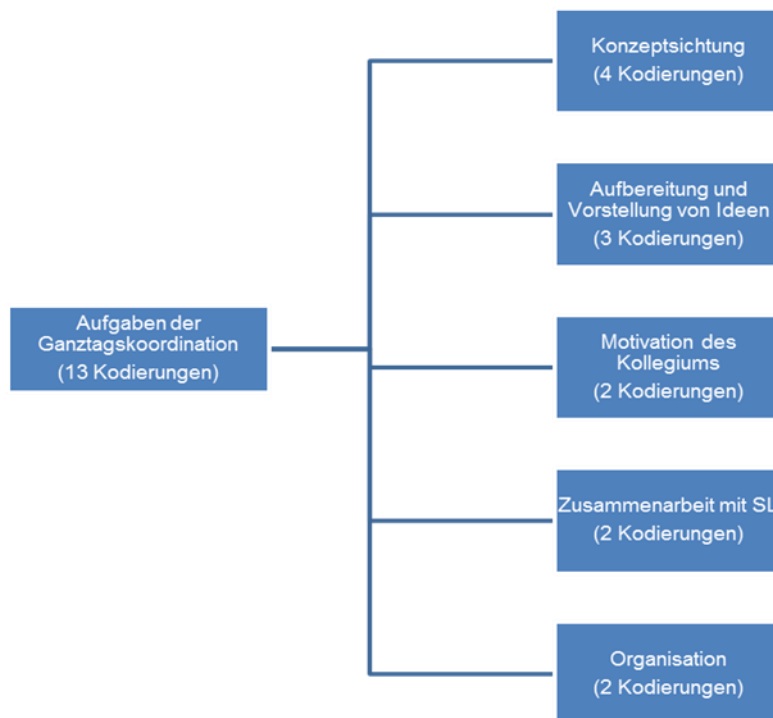 Konzeptsichtung
(4 Kodierungen)
Aufbereitung und
Vorstellung von Ideen
(3 Kodierungen)
Aufgaben der
Ganztagskoordination
(13 Kodierungen)
Motivation des
Kollegiums
(2 Kodierungen)
Zusammenarbeit mit SL
(2 Kodierungen)
Organisation
(2 Kodierungen)